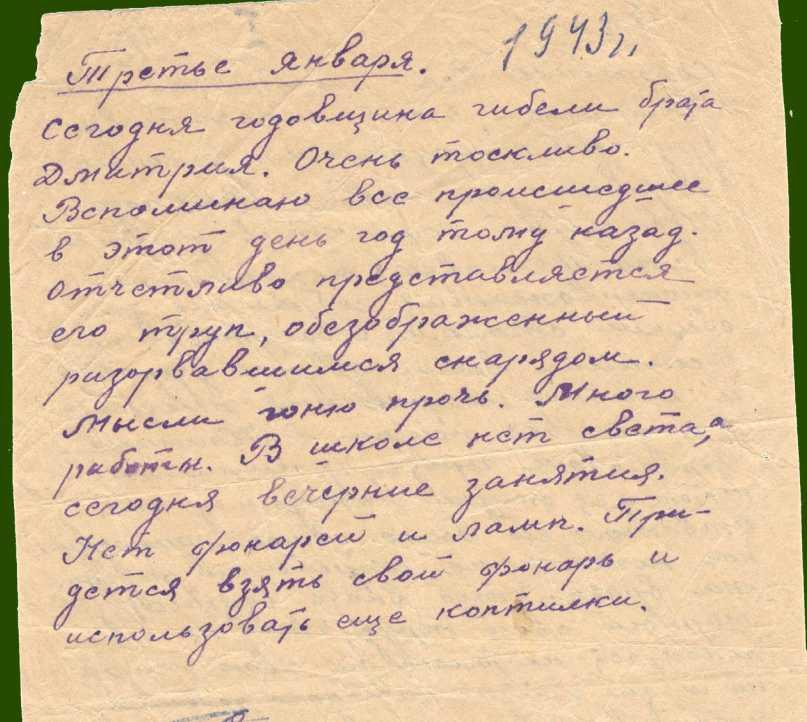 1943 г.
Третье января.
Сегодня годовщина гибели брата
Дмитрия. Очень тоскливо.
Вспоминаю все происшедшее
в этот день год тому назад.
Отчетливо представляется
его труп, обезображенный
разорвавшимся снарядом.
Мысли гоню прочь. Много
работы. В школе нет света, а
сегодня вечерние занятия.
Нет фонарей и ламп. При-
дется взять свой фонарь и
использовать еще коптилки.